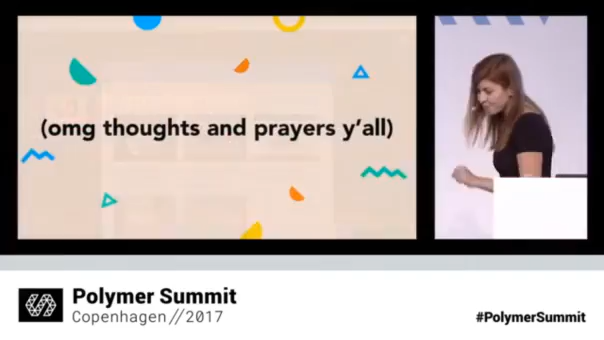 (omg thoughts and prayers y'all)
Polymer Summit
Copenhagen//2017
#PolymerSummit